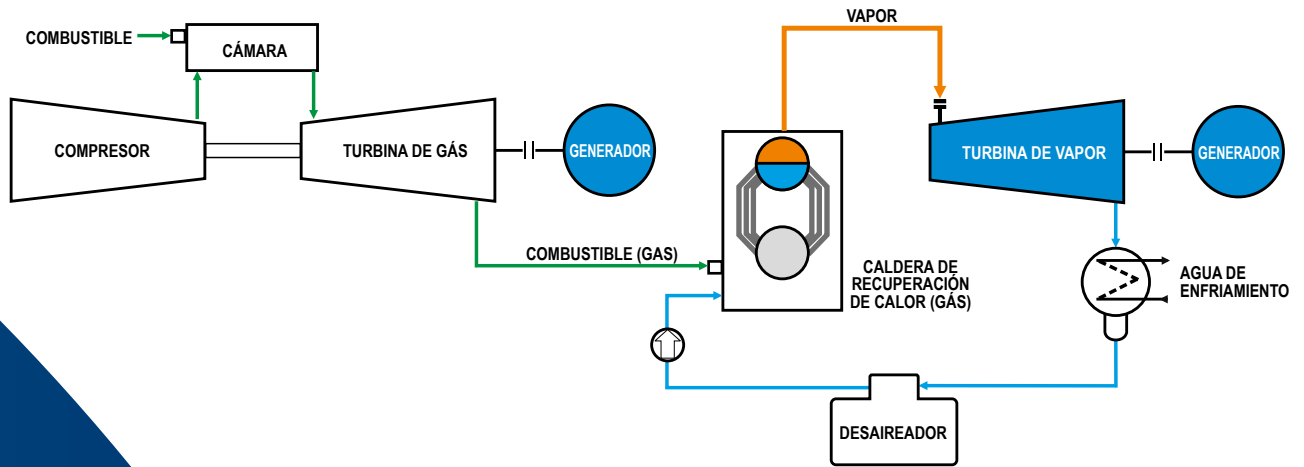 VAPOR
COMBUSTIBLE
CÁMARA
COMPRESOR
TURBINA DE GÁS
GENERADOR
TURBINA DE VAPOR
GENERADOR
COMBUSTIBLE (GAS)
CALDERA DE
RECUPERACIÓN
DE CALOR (GÁS)
AGUA DE
ENFRIAMIENTO
DESAIREADOR